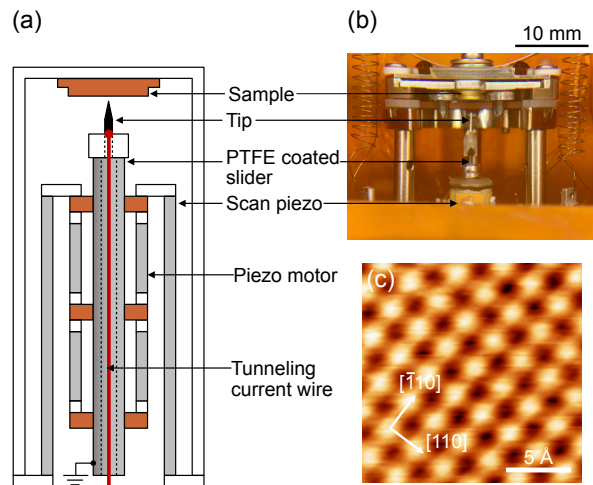 (a)
(b)
10 mm
Sample
Tip
PTFE coated
slider
Scan piezo
Piezo motor
(c)
Tunneling
current wire
[1̅10]
[110]
5 Å